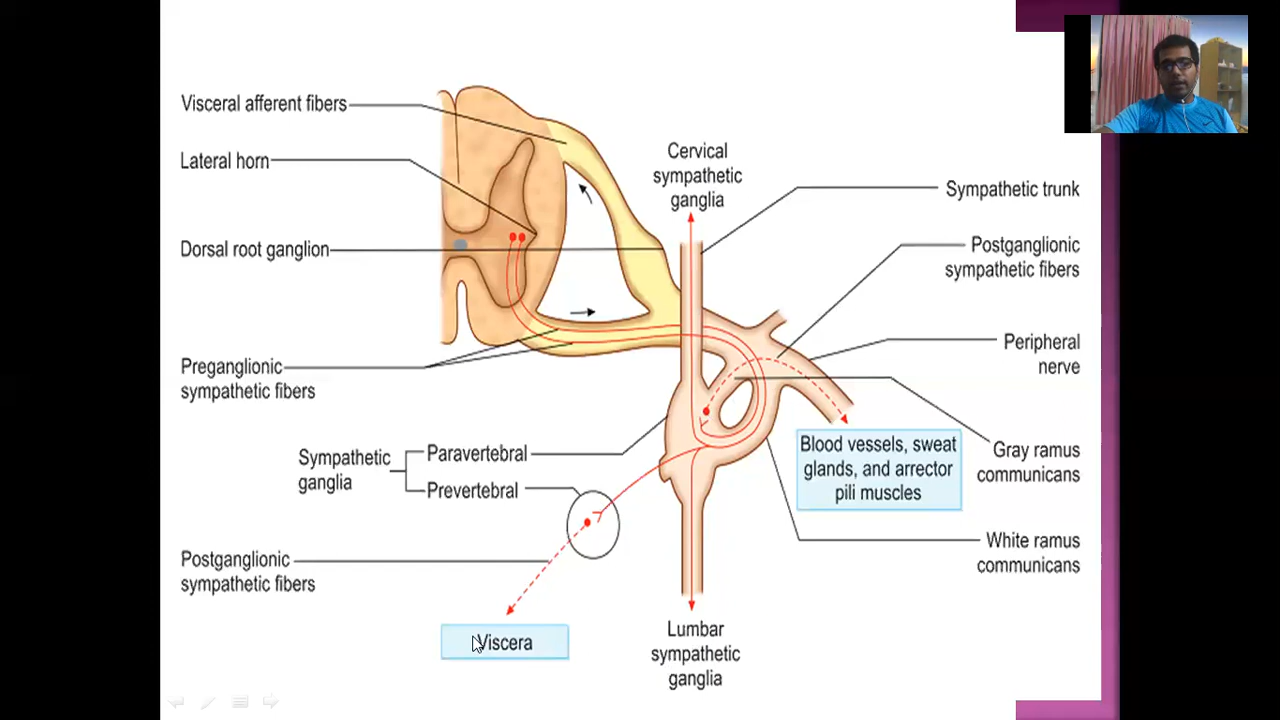 Visceral afferent fibers
Lateral horn
Dorsal root ganglion
Preganglionic
sympathetic fibers
Sympathetic
ganglia
Paravertebral
Prevertebral
Postganglionic
sympathetic fibers
Viscera
Cervical
sympathetic
ganglia
Lumbar
sympathetic
ganglia
Sympathetic trunk
Postganglionic
sympathetic fibers
Peripheral
nerve
Blood vessels, sweat
glands, and arrector
pili muscles
Gray ramus
communicans
White ramus
communicans